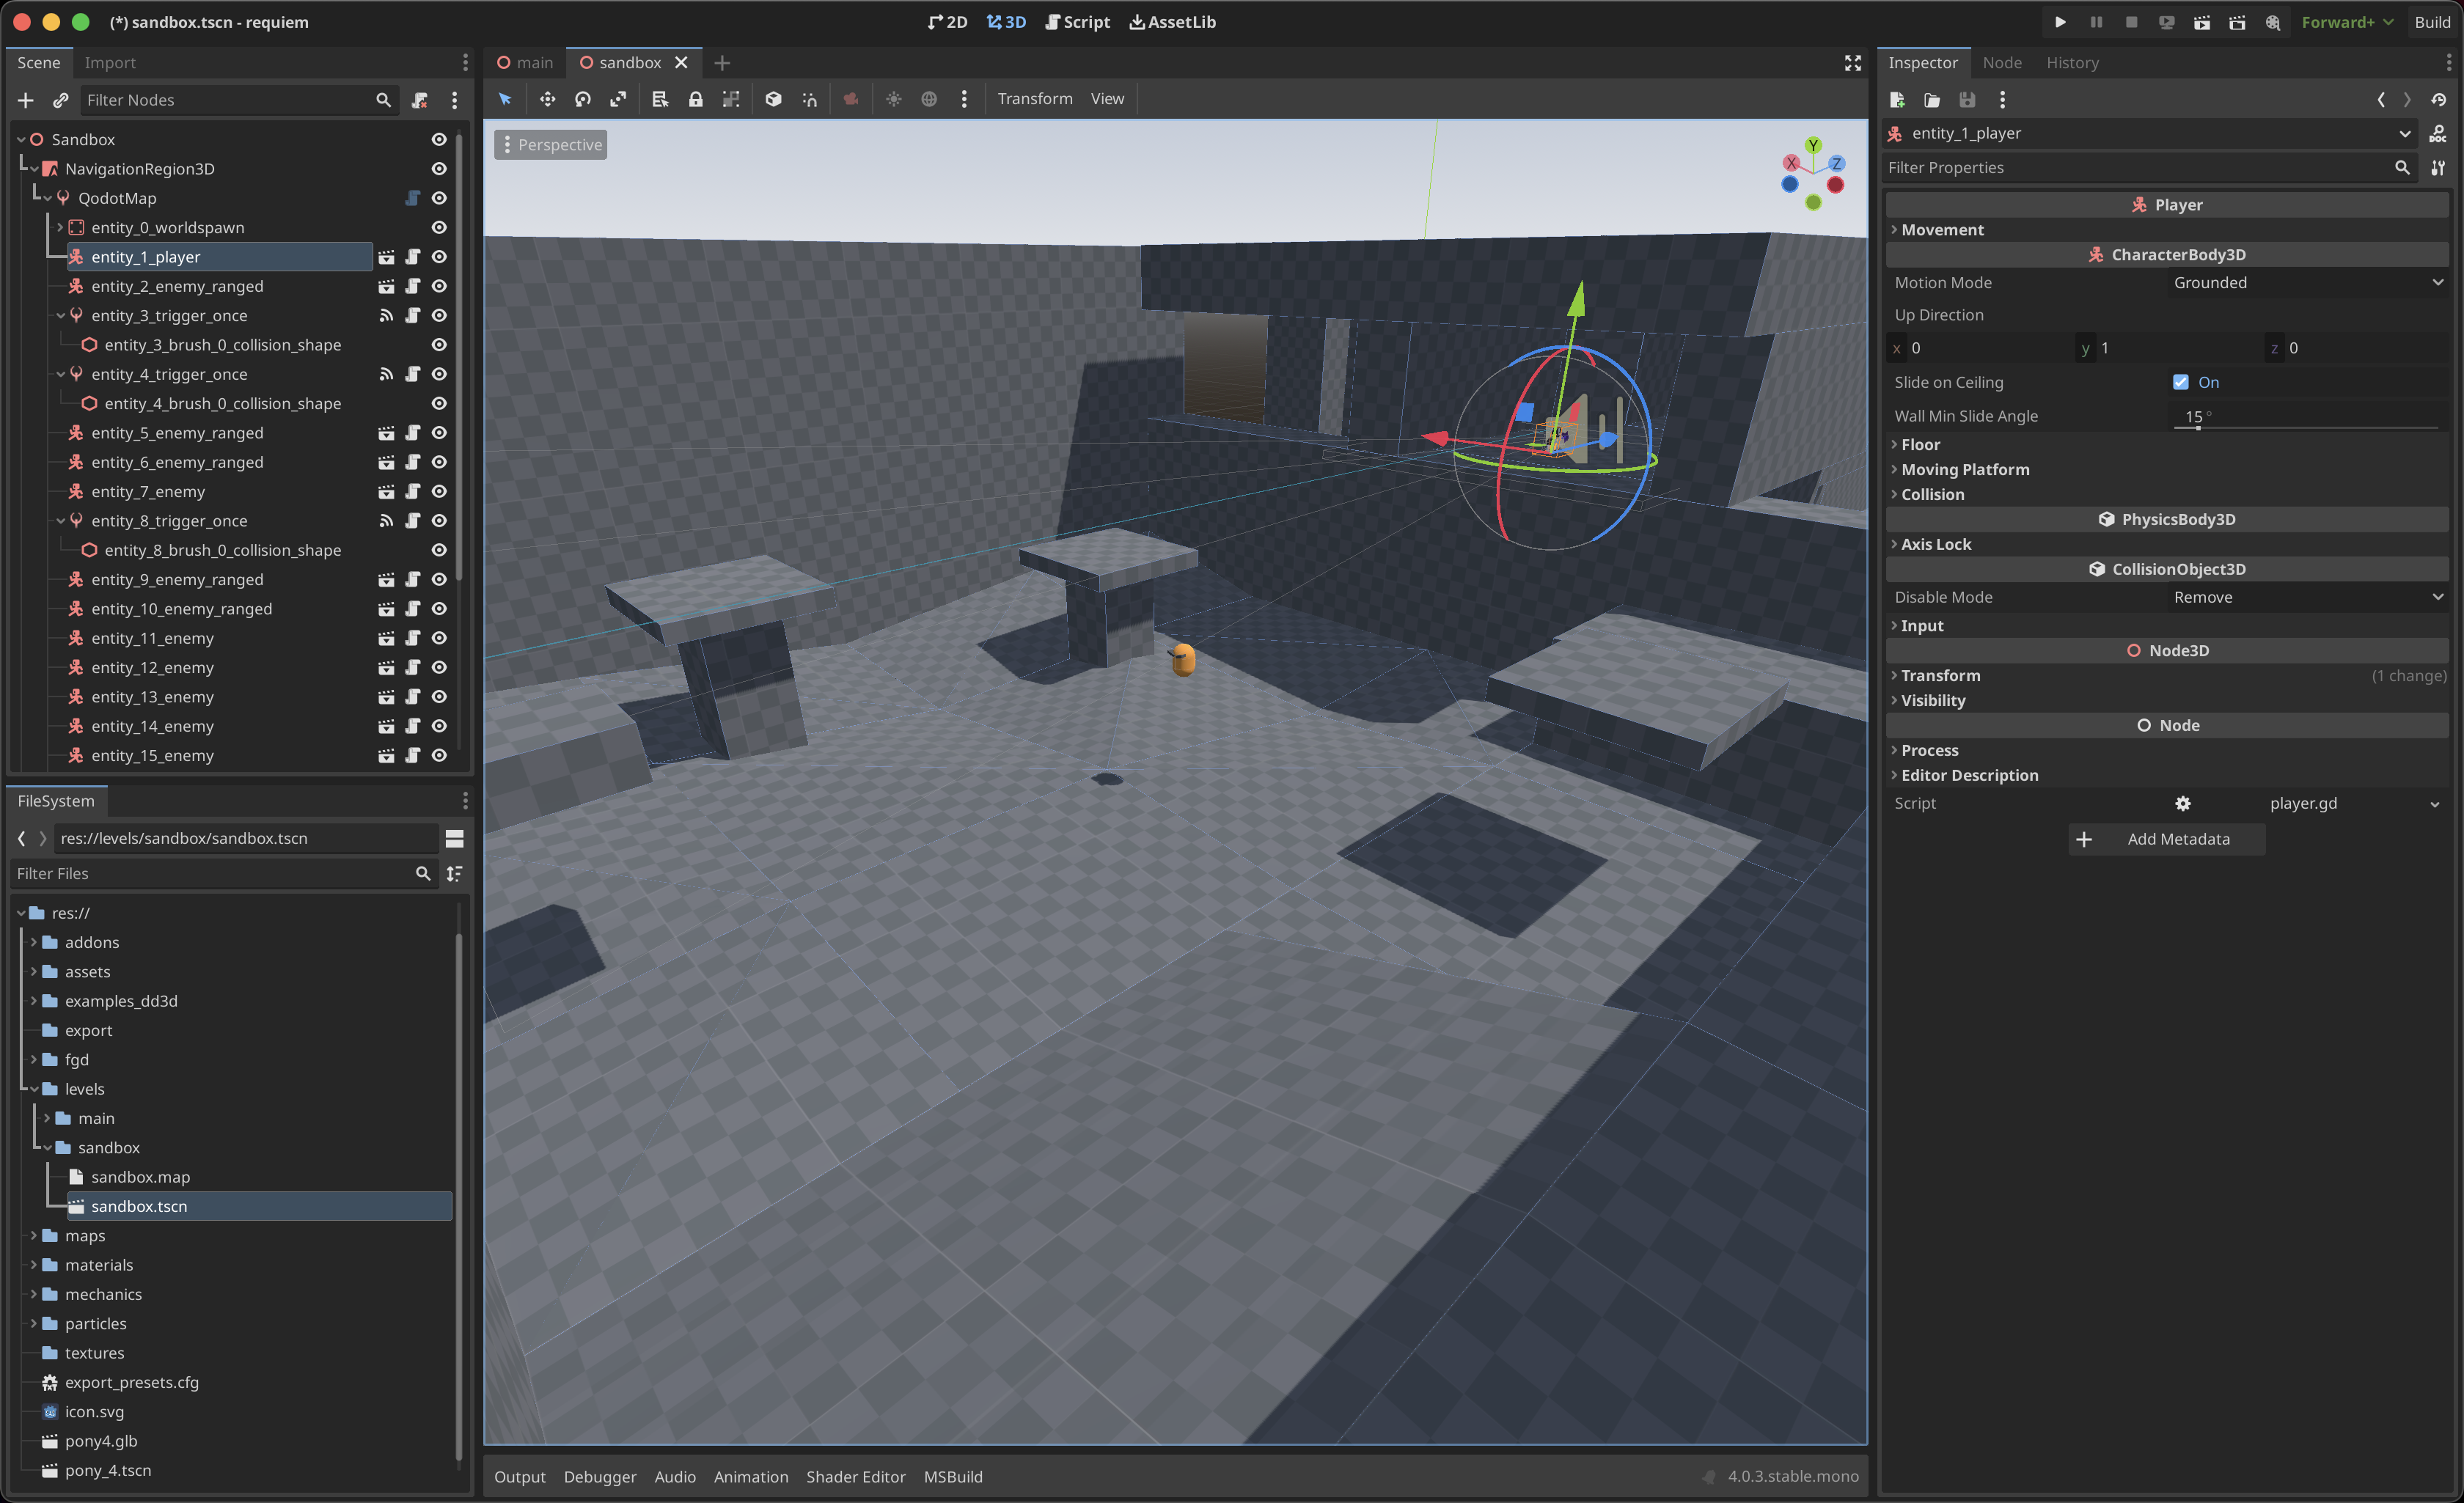 (*) sandbox.tscn - requiem
2D 3D Script AssetLib
Forward+ Build
Scene Import
Filter Nodes
Sandbox
NavigationRegion3D
QodotMap
entity_0_worldspawn
entity_1_player
entity_2_enemy_ranged
entity_3_trigger_once
entity_3_brush_0_collision_shape
entity_4_trigger_once
entity_4_brush_0_collision_shape
entity_5_enemy_ranged
entity_6_enemy_ranged
entity_7_enemy
entity_8_trigger_once
entity_8_brush_0_collision_shape
entity_9_enemy_ranged
entity_10_enemy_ranged
entity_11_enemy
entity_12_enemy
entity_13_enemy
entity_14_enemy
entity_15_enemy
FileSystem
res://levels/sandbox/sandbox.tscn
Filter Files
res://
addons
assets
examples_dd3d
export
fgd
levels
main
sandbox
sandbox.map
sandbox.tscn
maps
materials
mechanics
particles
textures
export_presets.cfg
icon.svg
pony4.glb
pony_4.tscn
main sandbox
Transform View
Perspective
Y
X Z
Output Debugger Audio Animation Shader Editor MSBuild
4.0.3.stable.mono
Inspector Node History
entity_1_player
DOC
Filter Properties
Player
Movement
CharacterBody3D
Motion Mode Grounded
Up Direction
x 0 y 1 z 0
Slide on Ceiling On
Wall Min Slide Angle 15 °
Floor
Moving Platform
Collision
PhysicsBody3D
Axis Lock
CollisionObject3D
Disable Mode Remove
Input
Node3D
Transform (1 change)
Visibility
Node
Process
Editor Description
Script player.gd
Add Metadata